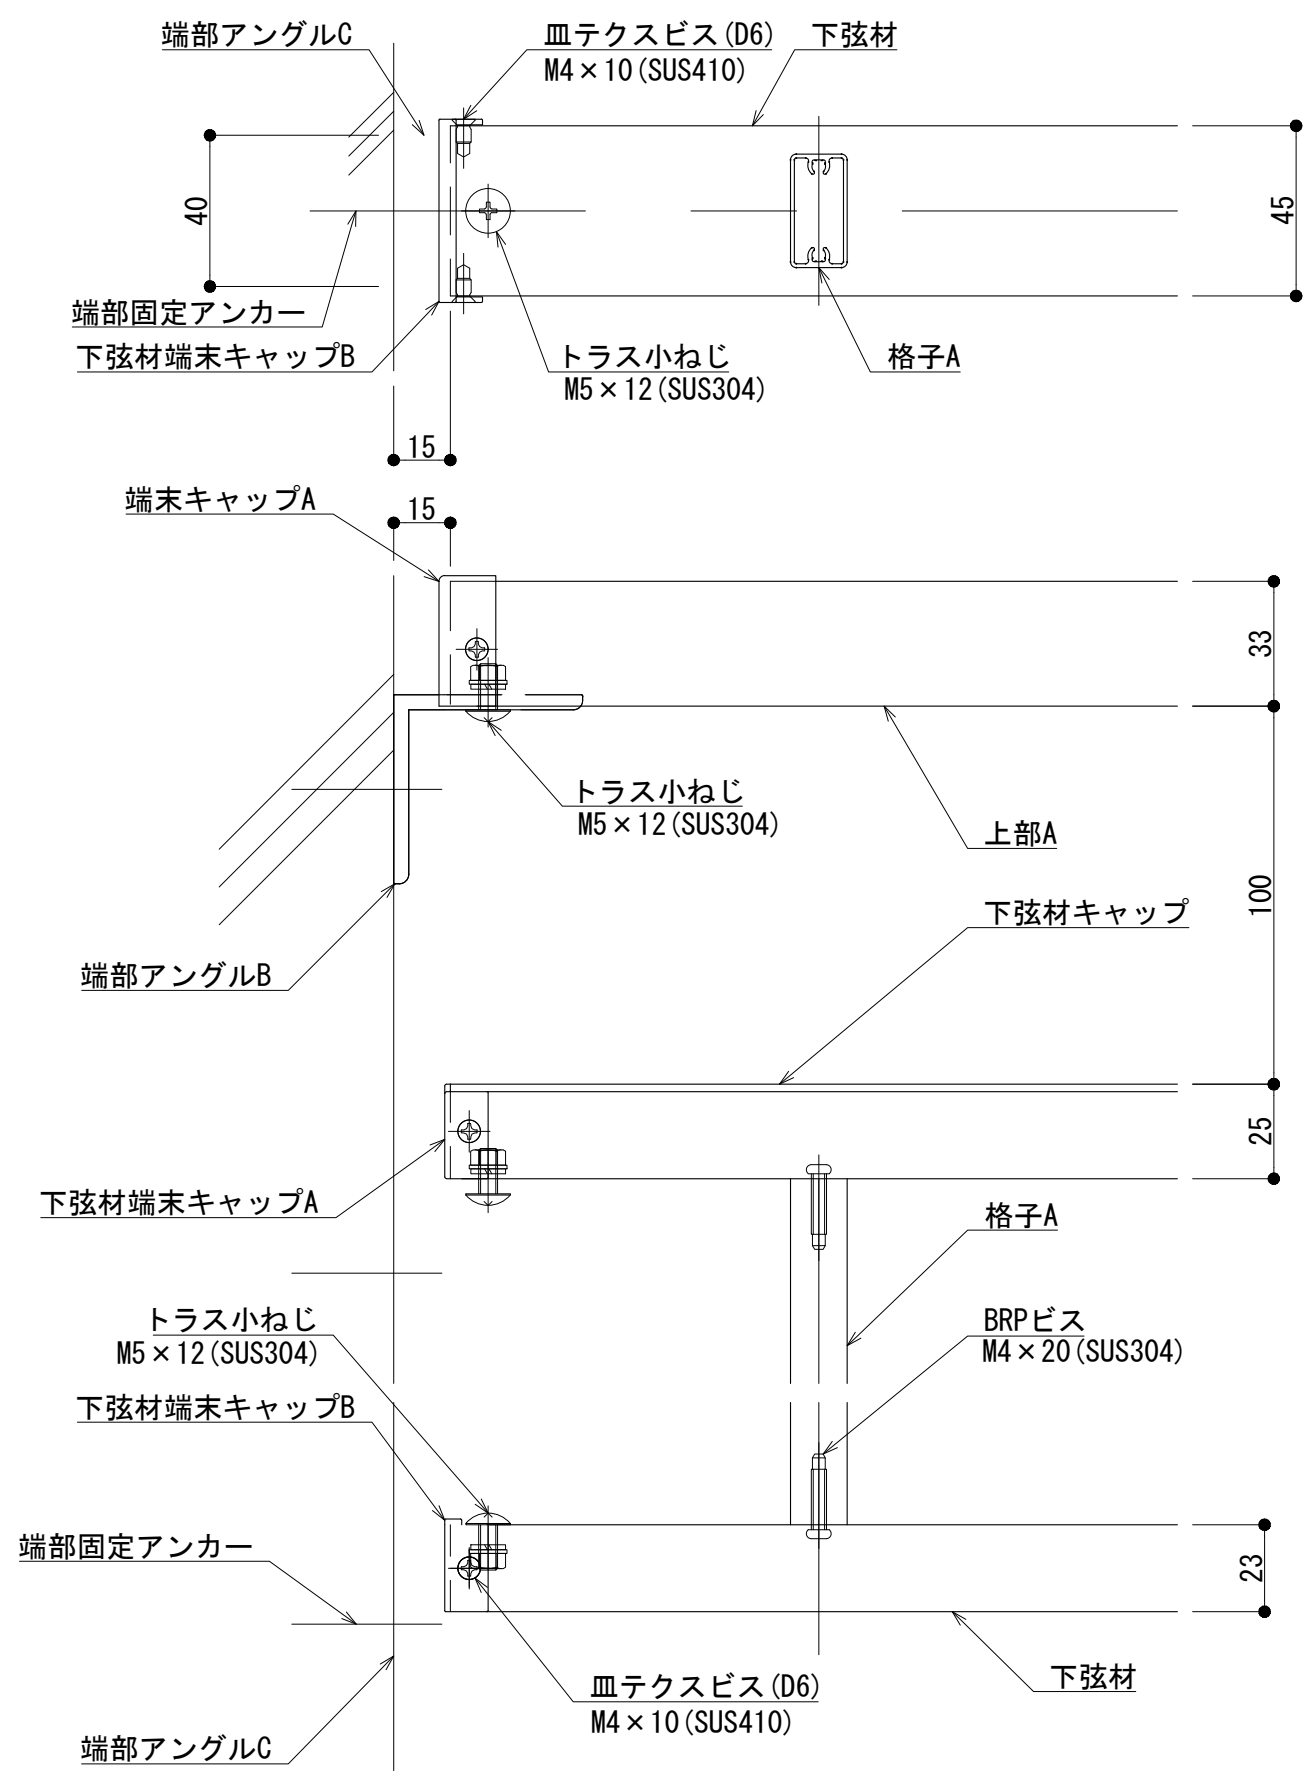 端部アングルC
皿テクスビス(D6)
M4×10(SUS410)
下弦材
40
45
端部固定アンカー
下弦材端末キャップB
トラス小ねじ
M5×12(SUS304)
格子A
15
端末キャップA
15
33
トラス小ねじ
M5×12(SUS304)
上部A
100
下弦材キャップ
端部アングルB
25
下弦材端末キャップA
格子A
トラス小ねじ
M5×12(SUS304)
BRPビス
M4×20(SUS304)
下弦材端末キャップB
端部固定アンカー
23
皿テクスビス(D6)
M4×10(SUS410)
下弦材
端部アングルC